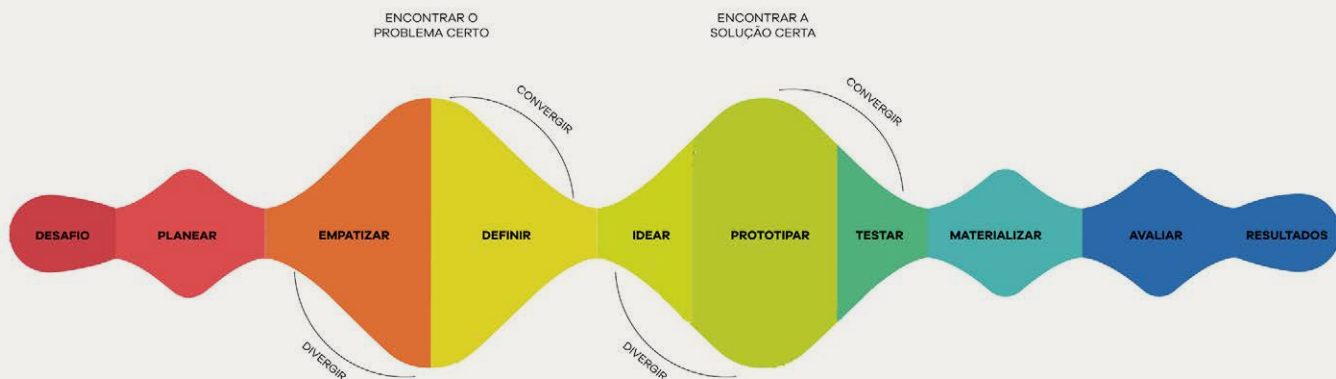 ENCONTRAR O
PROBLEMA CERTO
ENCONTRAR A
SOLUÇÃO CERTA
CONVERGIR
CONVERGIR
DESAFIO
PLANEAR
EMPATIZAR
DEFINIR
IDEAR
PROTOTIPAR
TESTAR
MATERIALIZAR
AVALIAR
RESULTADOS
DIVERGIR
DIVERGIR